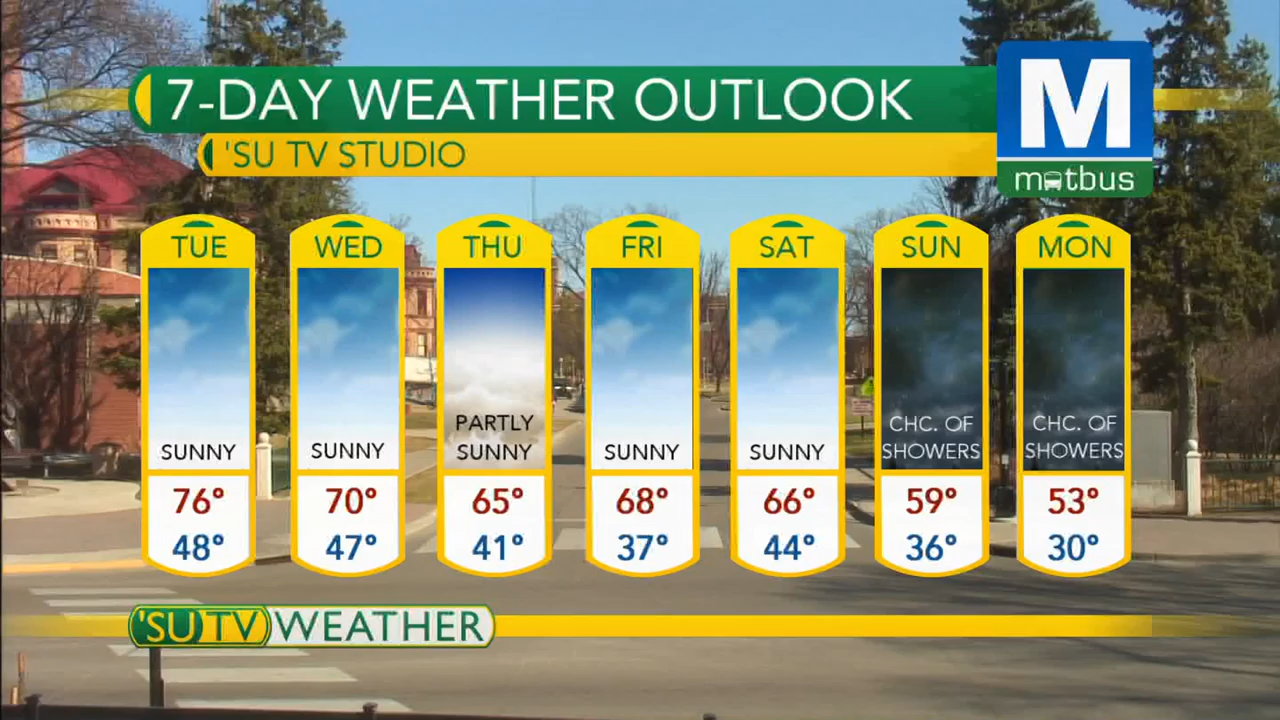 7-DAY WEATHER OUTLOOK
'SU TV STUDIO
M
matbus
TUE
SUNNY
76°
48°
WED
SUNNY
70°
47°
THU
PARTLY
SUNNY
65°
41°
FRI
SUNNY
68°
37°
SAT
SUNNY
66°
44°
SUN
CHC. OF
SHOWERS
59°
36°
MON
CHC. OF
SHOWERS
53°
30°
'SU TV WEATHER